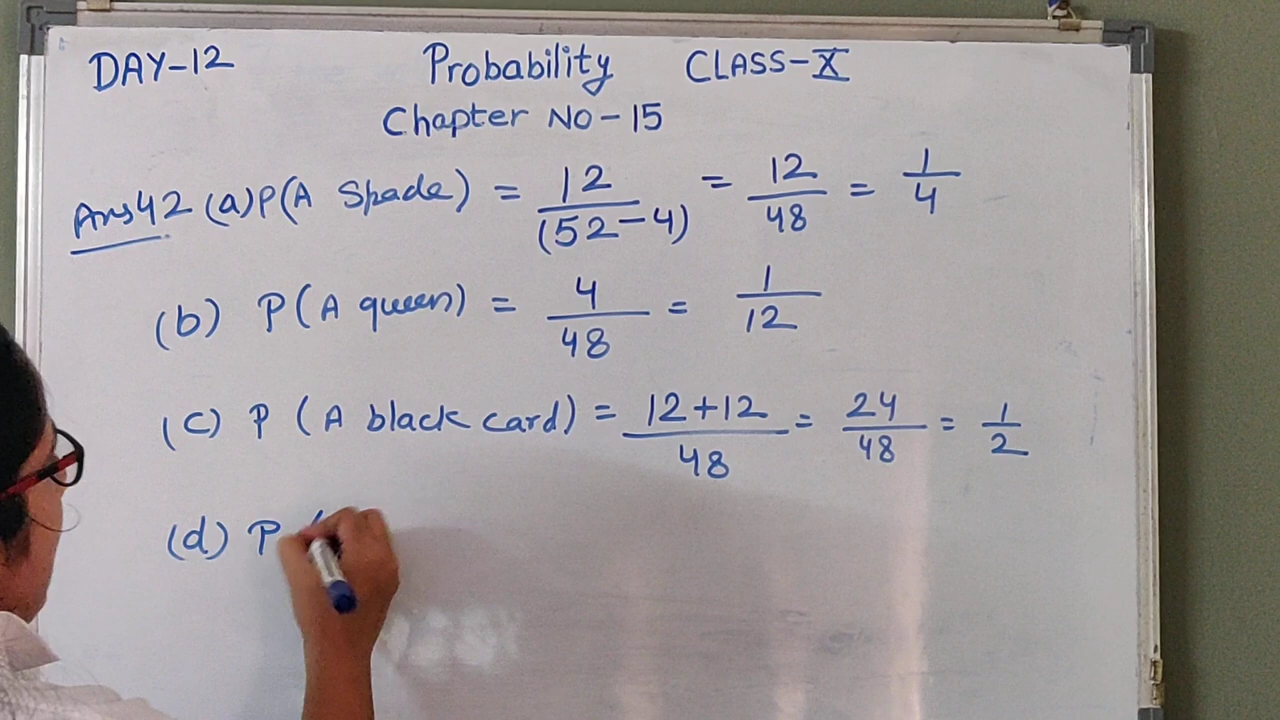 DAY-12 Probability CLASS-X
Chapter NO-15
Ans42 (a) P(A Spade) = 12/(52-4) = 12/48 = 1/4
(b) P(A queen) = 4/48 = 1/12
(c) P (A black card) = 12+12/48 = 24/48 = 1/2
(d) P (